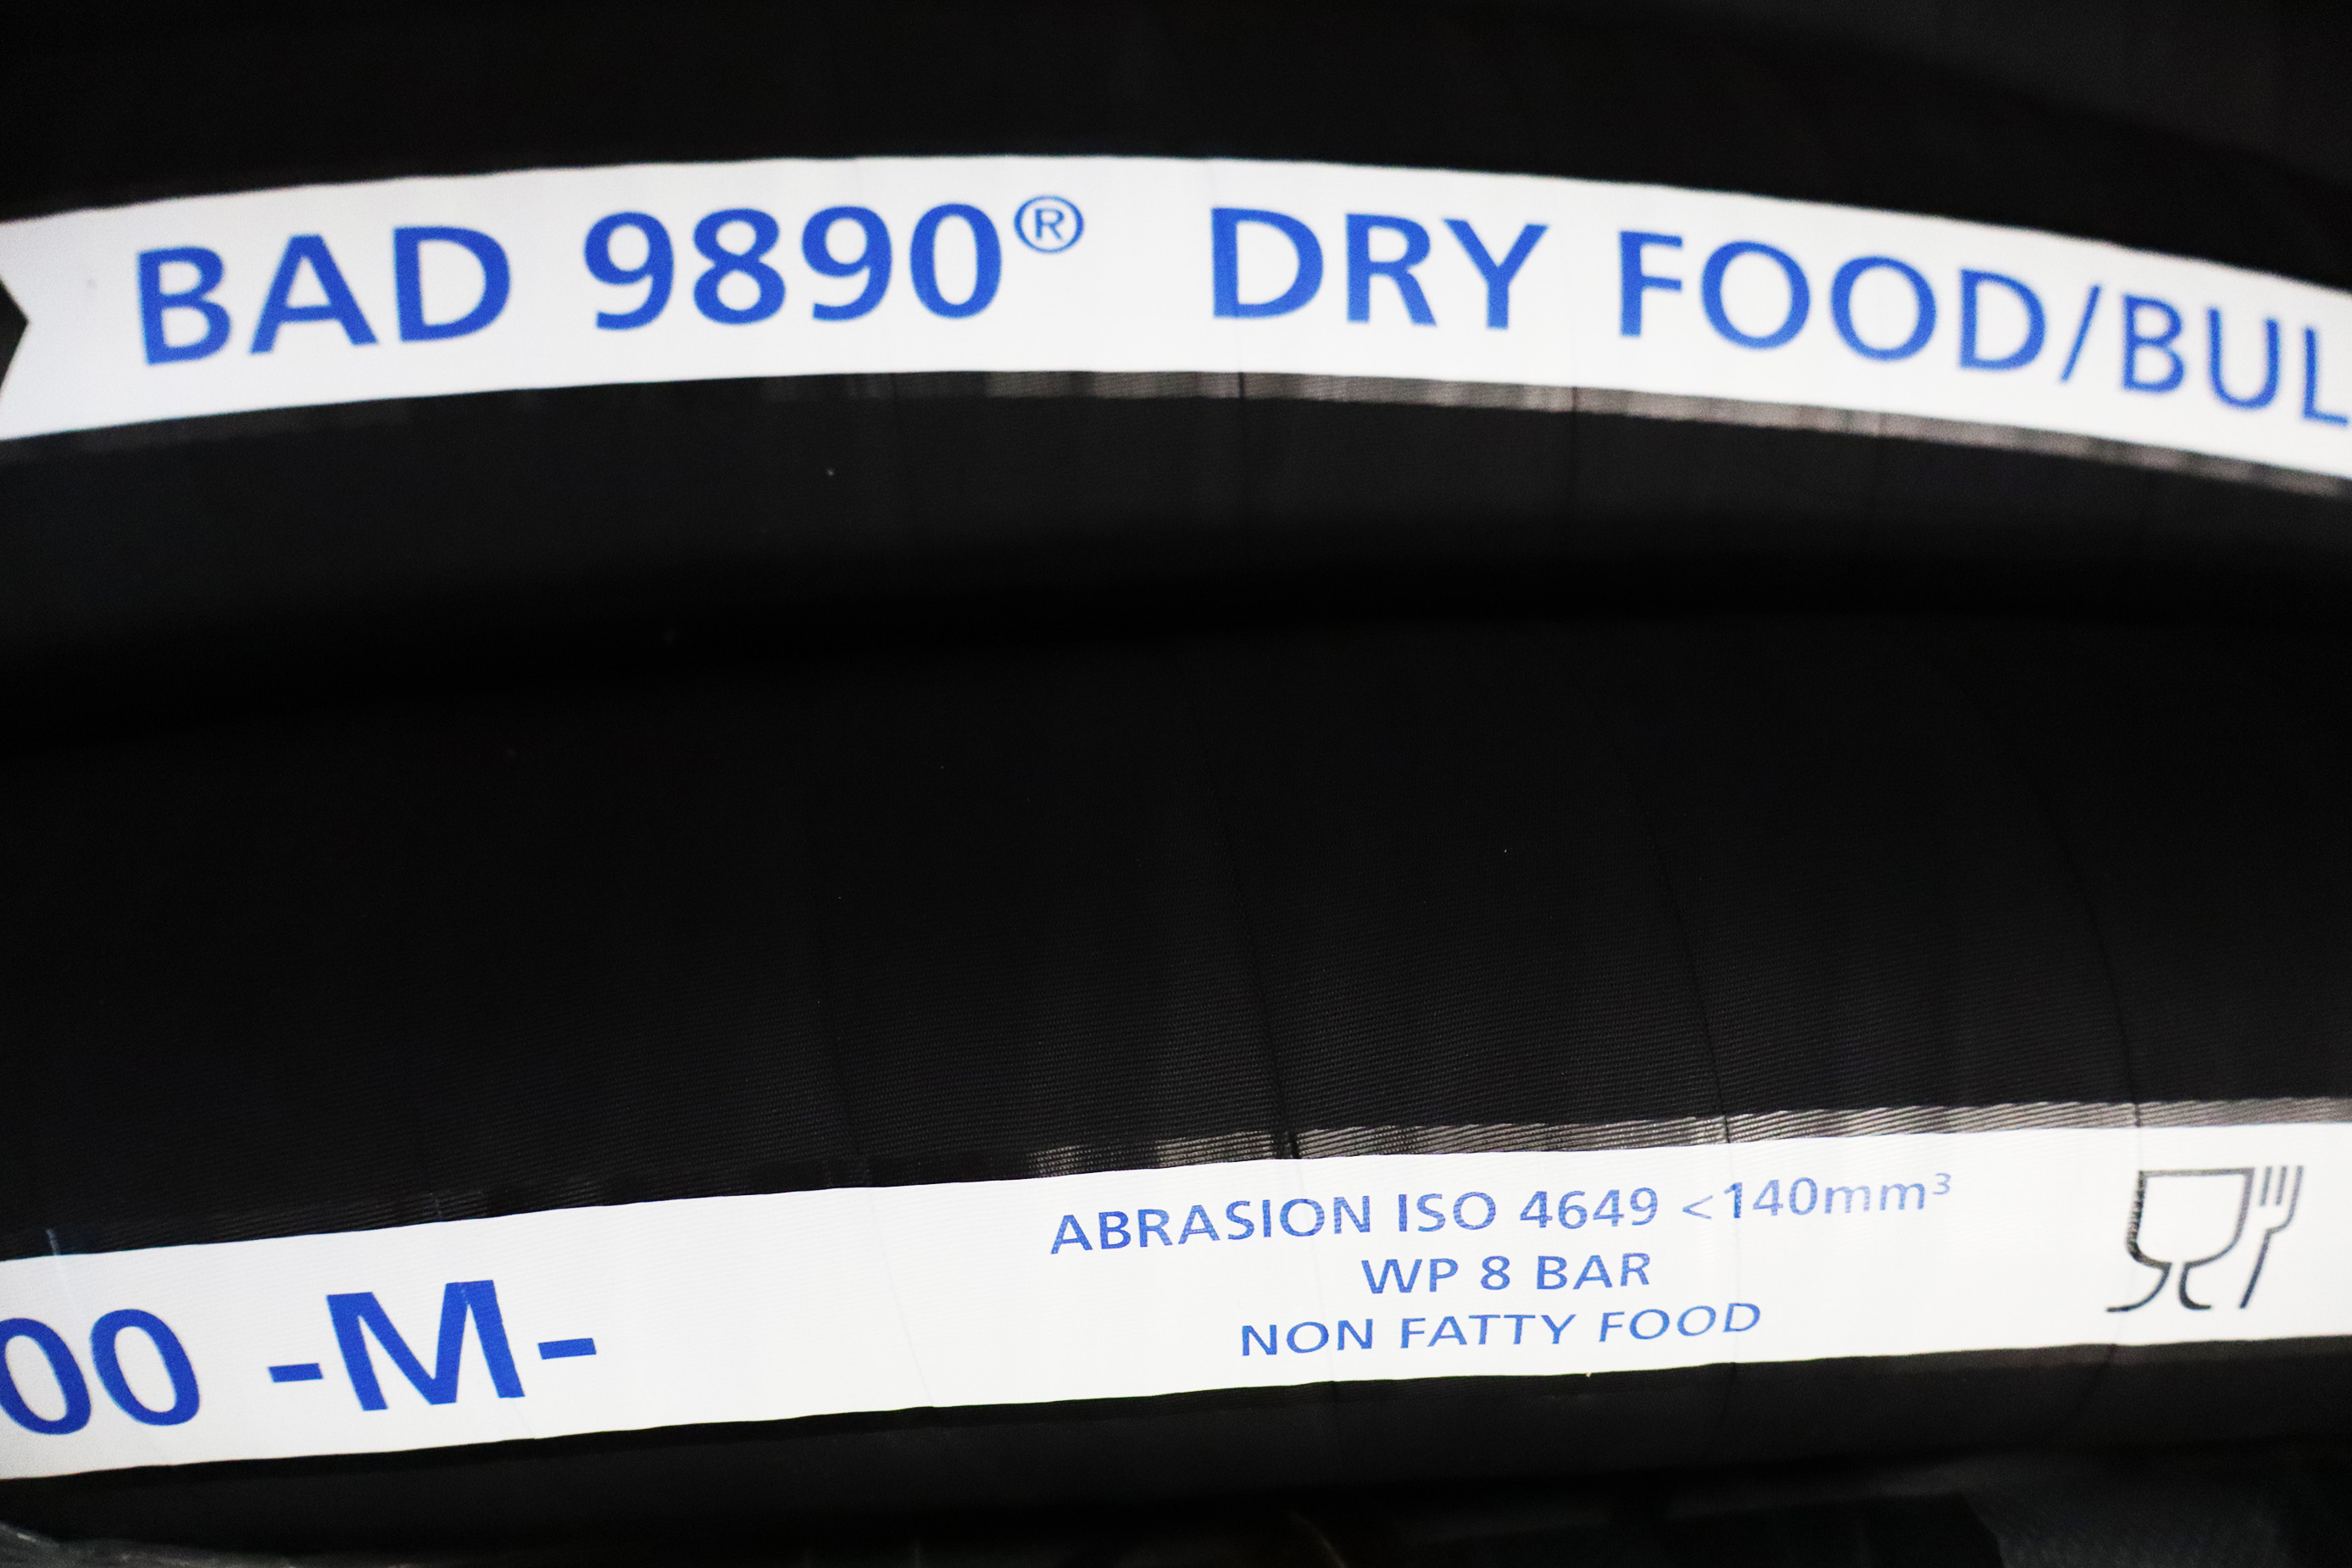 BAD 9890® DRY FOOD/BUL
00 -M-
ABRASION ISO 4649 <140mm³
WP 8 BAR
NON FATTY FOOD